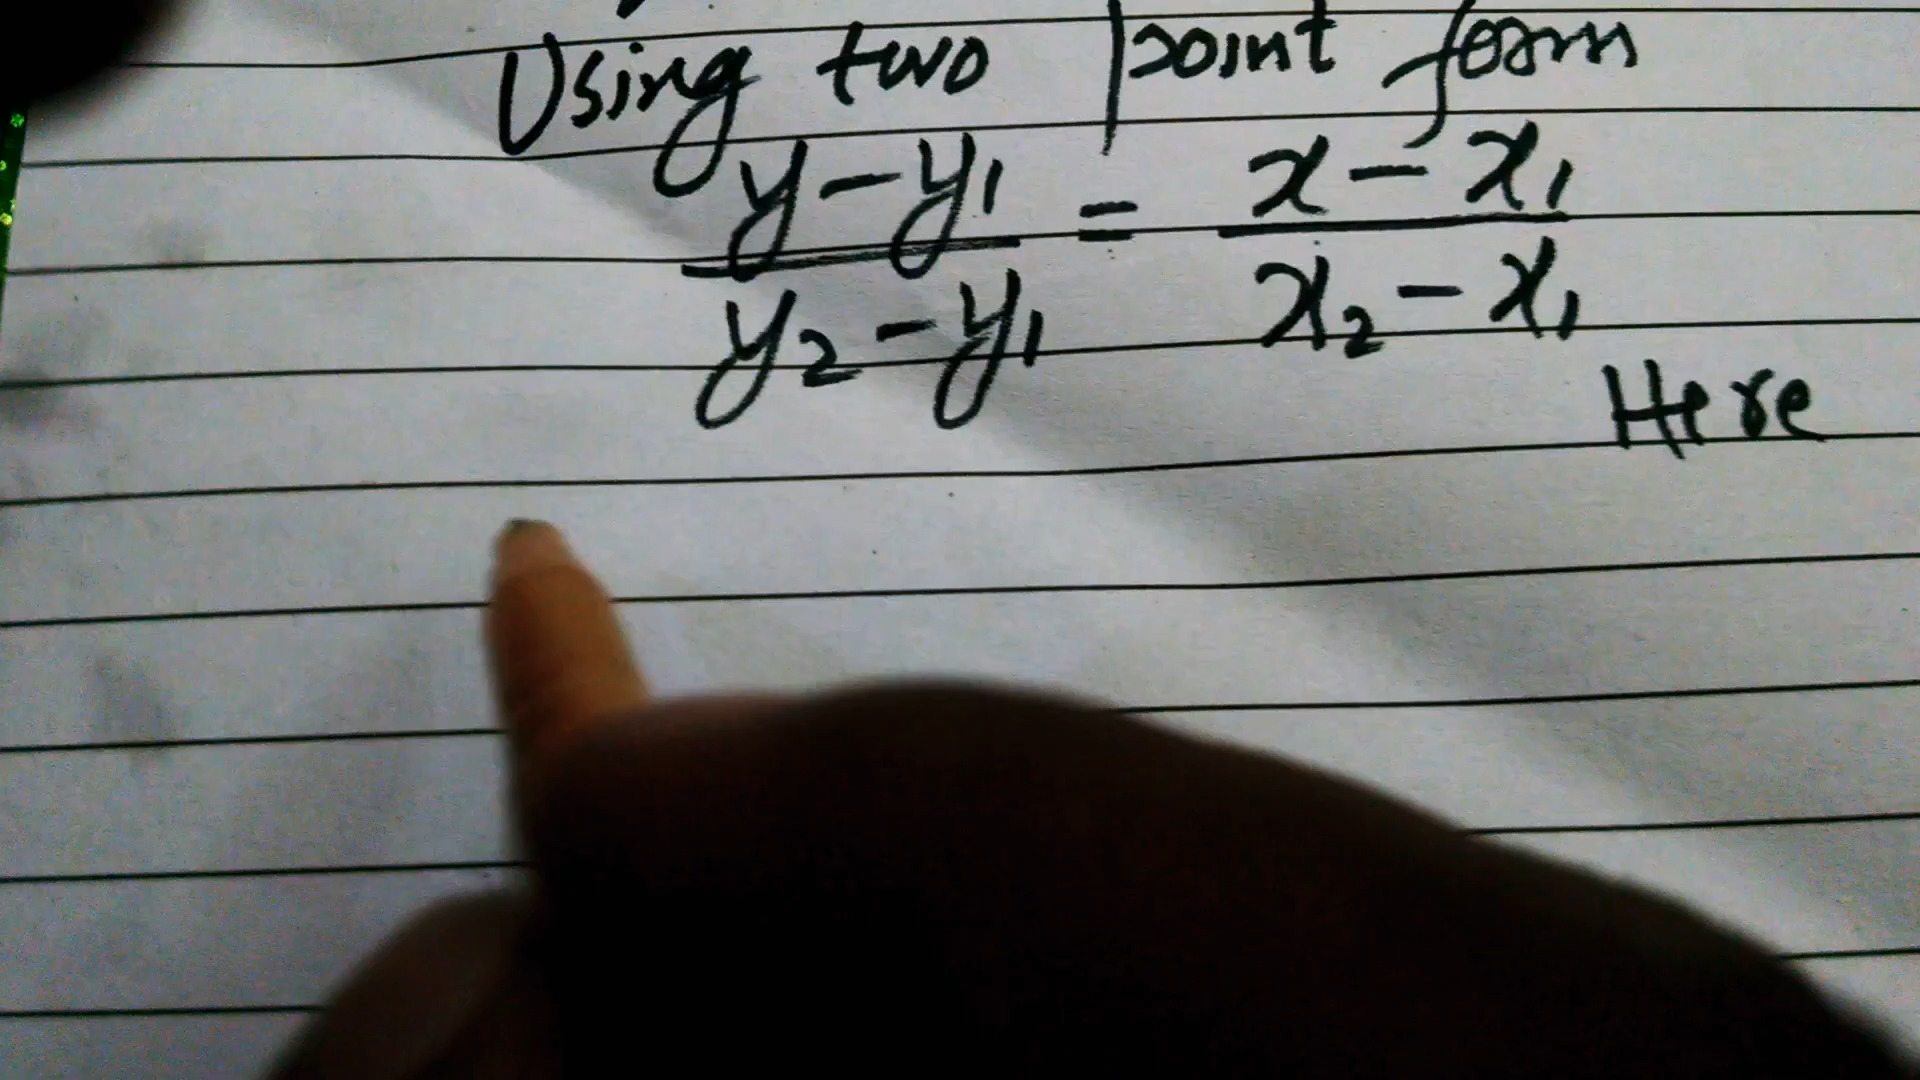 Using two point form
y-y₁ / y₂-y₁ = x-x₁ / x₂-x₁
Here